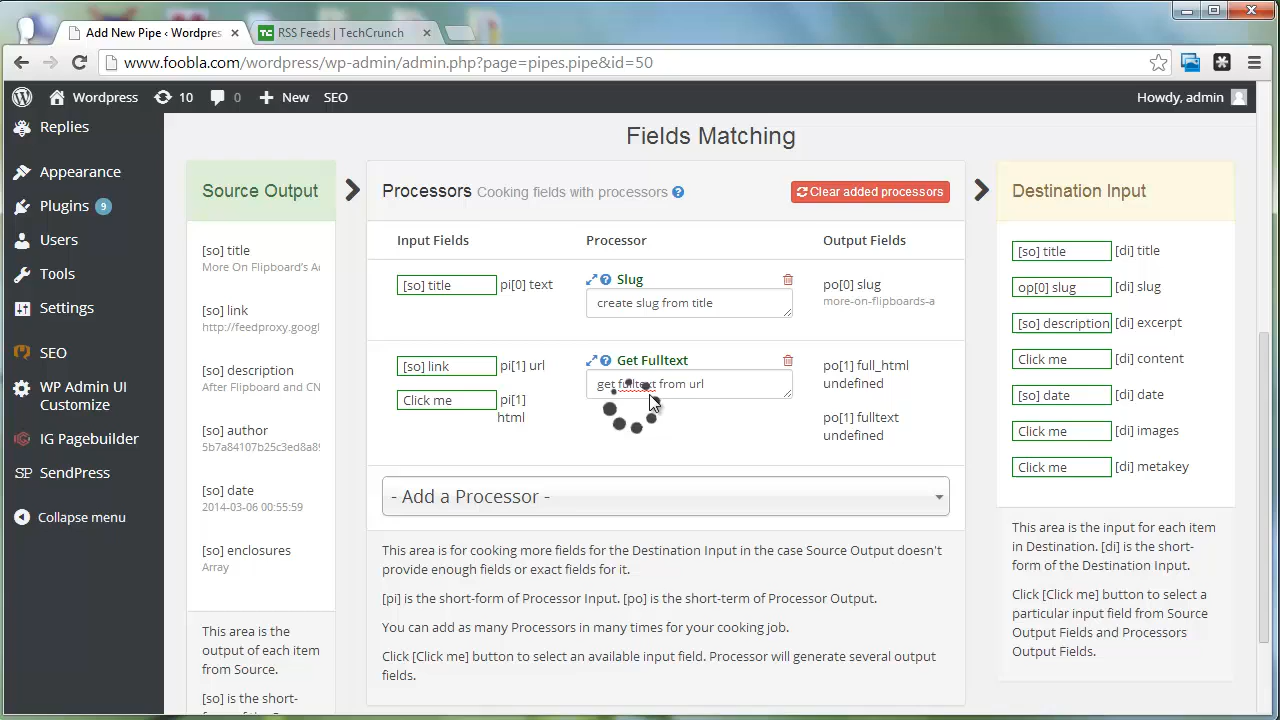 Add New Pipe ‹ Wordpres
RSS Feeds | TechCrunch
www.foobla.com/wordpress/wp-admin/admin.php?page=pipes.pipe&id=50
Wordpress
10
0
New
SEO
Howdy, admin
Replies
Appearance
Plugins 9
Users
Tools
Settings
SEO
WP Admin UI
Customize
IG Pagebuilder
SP SendPress
Collapse menu
Fields Matching
Source Output
[so] title
More On Flipboard's A
[so] link
http://feedproxy.googl
[so] description
After Flipboard and CN
[so] author
5b7a84107b25c3ed8a8
[so] date
2014-03-06 00:55:59
[so] enclosures
Array
This area is the
output of each item
from Source.
[so] is the short-
Processors Cooking fields with processors
Clear added processors
Input Fields Processor Output Fields
[so] title pi[0] text
Slug
create slug from title
po[0] slug
more-on-flipboards-a
[so] link pi[1] url
Click me pi[1]
html
Get Fulltext
get fulltext from url
po[1] full_html
undefined
po[1] fulltext
undefined
- Add a Processor -
This area is for cooking more fields for the Destination Input in the case Source Output doesn't
provide enough fields or exact fields for it.
[pi] is the short-form of Processor Input. [po] is the short-term of Processor Output.
You can add as many Processors in many times for your cooking job.
Click [Click me] button to select an available input field. Processor will generate several output
fields.
Destination Input
[so] title [di] title
op[0] slug [di] slug
[so] description [di] excerpt
Click me [di] content
[so] date [di] date
Click me [di] images
Click me [di] metakey
This area is the input for each item
in Destination. [di] is the short-
form of the Destination Input.
Click [Click me] button to select a
particular input field from Source
Output Fields and Processors
Output Fields.